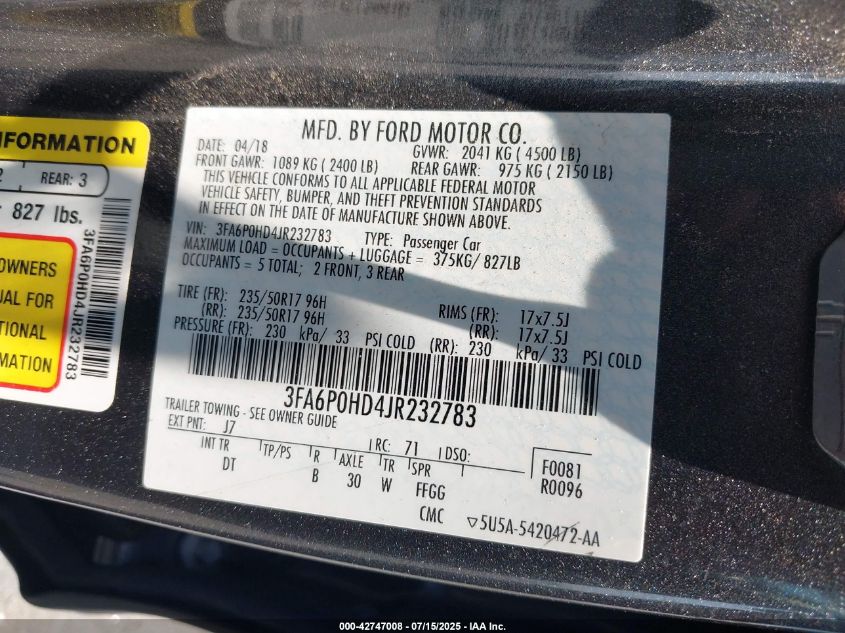 INFORMATION
2 REAR: 3
827 lbs.
OWNERS
UAL FOR
TIONAL
RMATION
3FA6P0HD4JR232783
MFD. BY FORD MOTOR CO.
DATE: 04/18 GVWR: 2041 KG ( 4500 LB)
FRONT GAWR: 1089 KG ( 2400 LB) REAR GAWR: 975 KG ( 2150 LB)
THIS VEHICLE CONFORMS TO ALL APPLICABLE FEDERAL MOTOR
VEHICLE SAFETY, BUMPER, AND THEFT PREVENTION STANDARDS
IN EFFECT ON THE DATE OF MANUFACTURE SHOWN ABOVE.
VIN: 3FA6P0HD4JR232783 TYPE: Passenger Car
MAXIMUM LOAD = OCCUPANTS + LUGGAGE = 375KG/ 827LB
OCCUPANTS = 5 TOTAL; 2 FRONT, 3 REAR
TIRE (FR): 235/50R17 96H RIMS (FR): 17x7.5J
(RR): 235/50R17 96H (RR): 17x7.5J
PRESSURE (FR): 230 kPa/ 33 PSI COLD (RR): 230 kPa/ 33 PSI COLD
3FA6P0HD4JR232783
TRAILER TOWING - SEE OWNER GUIDE
EXT PNT: J7 RC: 71 DSO:
INT TR TP/PS R AXLE TR SPR F0081
DT B 30 W FFGG R0096
CMC 5U5A-5420472-AA
000-42747008 - 07/15/2025 - IAA Inc.